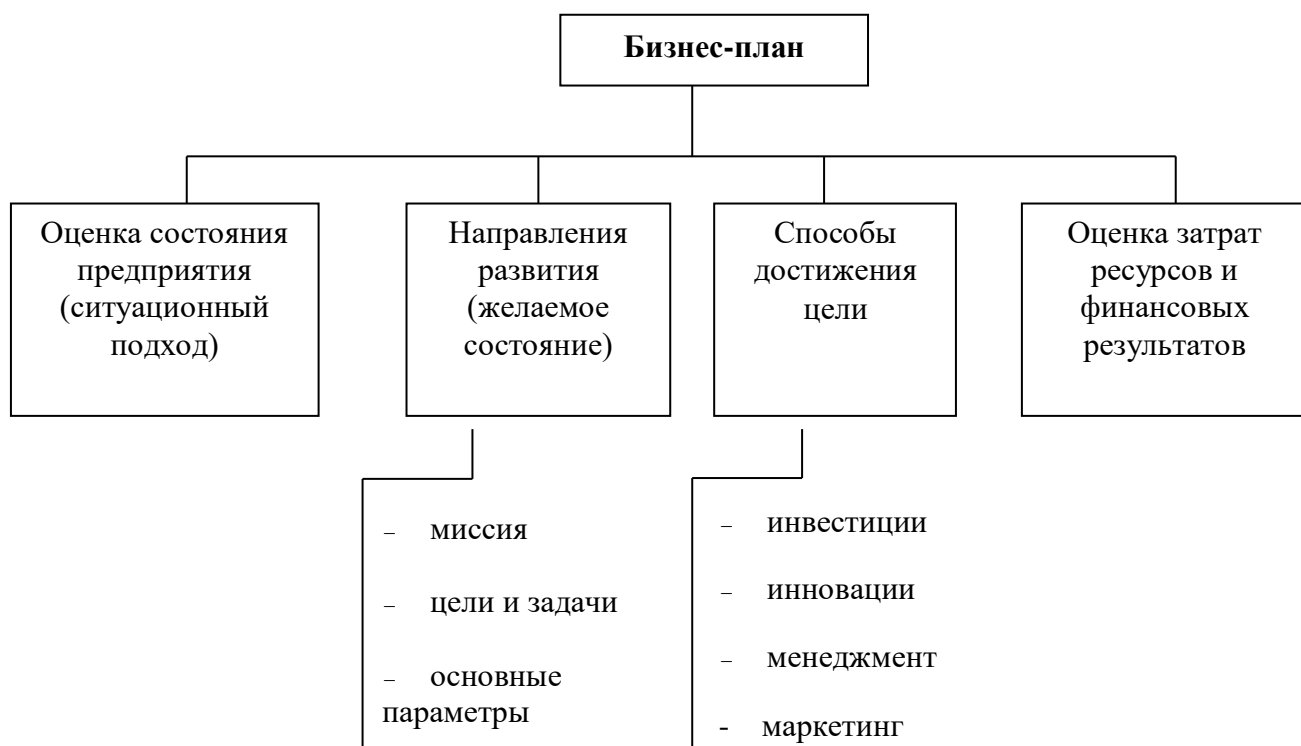 Бизнес-план
Оценка состояния
предприятия
(ситуационный
подход)
Направления
развития
(желаемое
состояние)
Способы
достижения
цели
Оценка затрат
ресурсов и
финансовых
результатов
– миссия
– цели и задачи
– основные
параметры
– инвестиции
– инновации
– менеджмент
- маркетинг